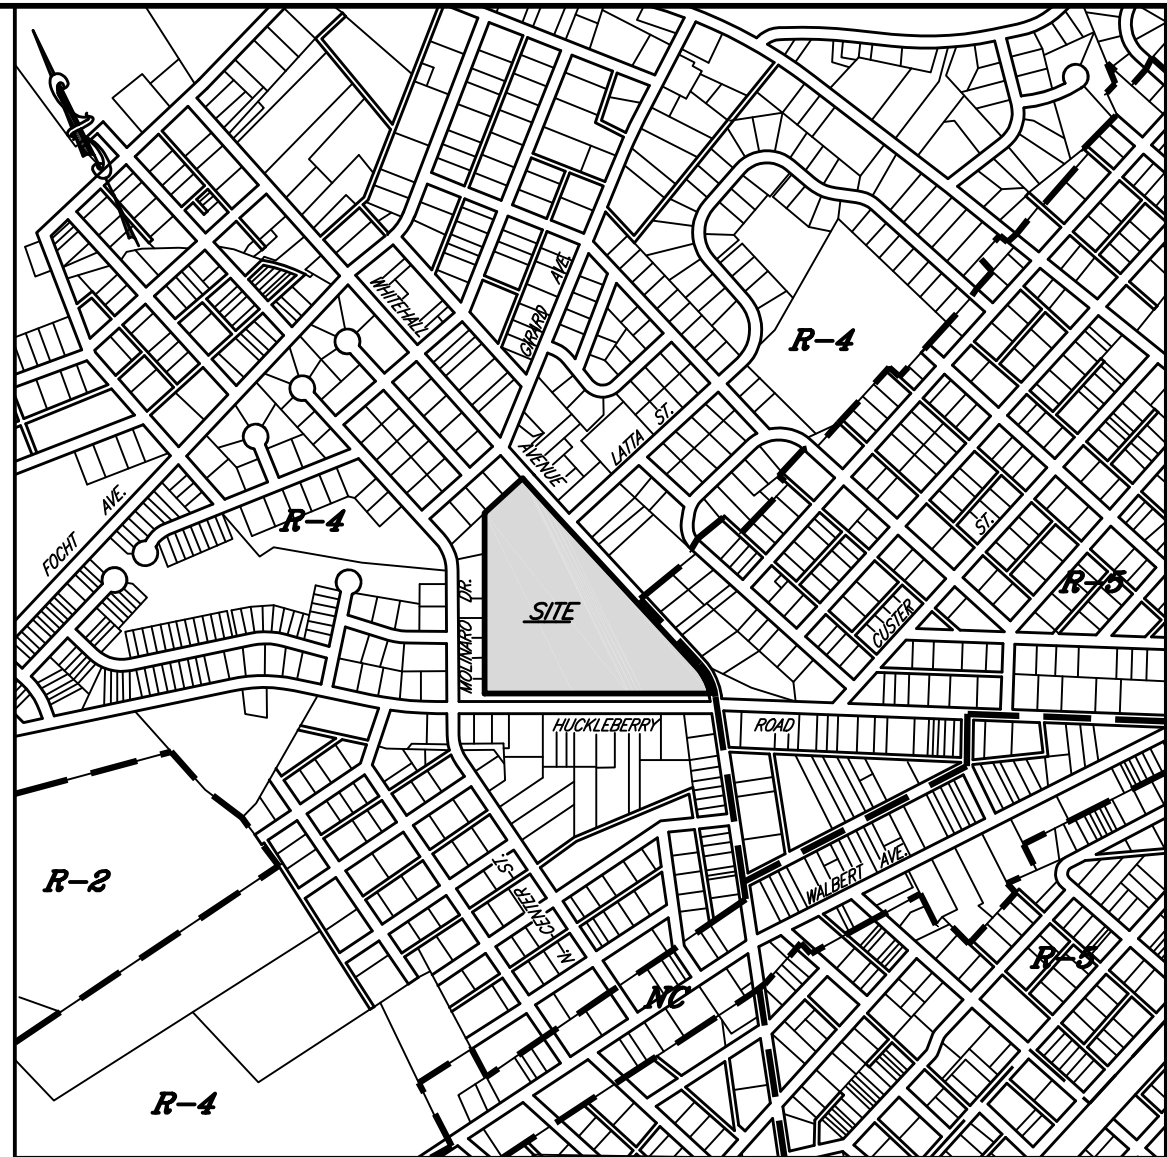 WHITEHALL
GIRARD AVE.
R-4
LATTA ST.
AVENUE
FOCHT AVE.
R-4
ST.
R-5
MOLINARO DR.
SITE
CUSTER
HUCKLEBERRY ROAD
R-2
N. CENTER ST.
WALBERT AVE.
R-5
NC
R-4